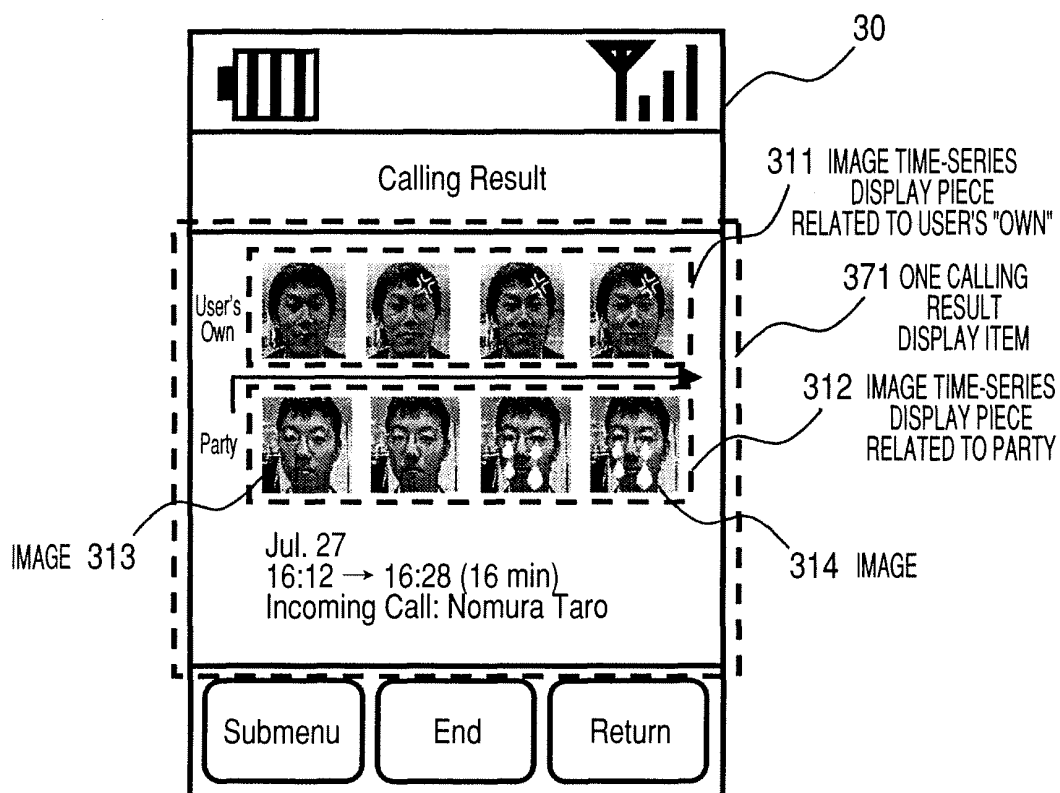 30
Calling Result
311 IMAGE TIME-SERIES
DISPLAY PIECE
RELATED TO USER'S "OWN"
User's
Own
371 ONE CALLING
RESULT
DISPLAY ITEM
312 IMAGE TIME-SERIES
DISPLAY PIECE
RELATED TO PARTY
Party
IMAGE 313
314 IMAGE
Jul. 27
16:12 → 16:28 (16 min)
Incoming Call: Nomura Taro
Submenu
End
Return